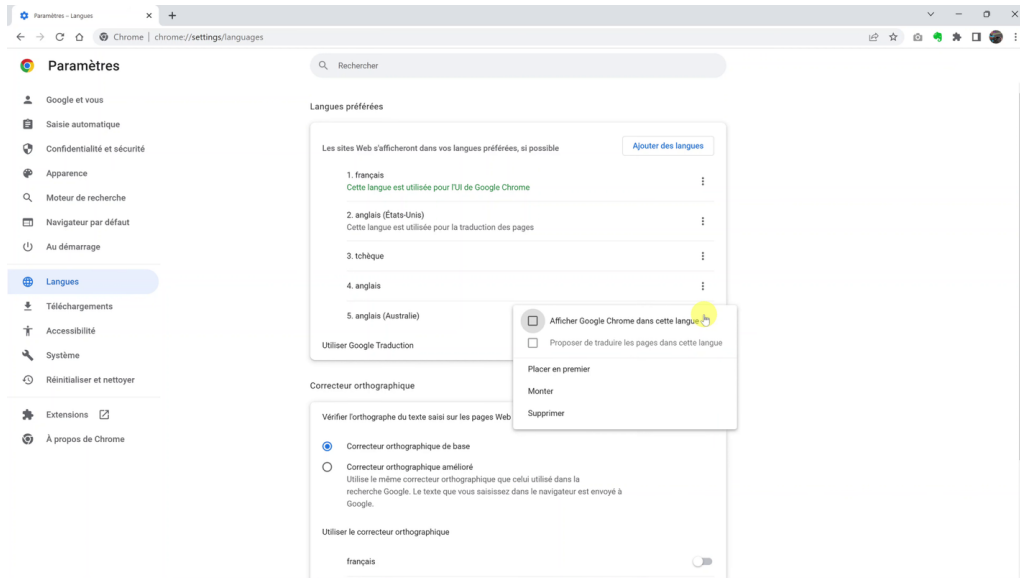 Paramètres – Langues
Chrome | chrome://settings/languages
Paramètres
Rechercher
Google et vous
Saisie automatique
Confidentialité et sécurité
Apparence
Moteur de recherche
Navigateur par défaut
Au démarrage
Langues
Téléchargements
Accessibilité
Système
Réinitialiser et nettoyer
Extensions
À propos de Chrome
Langues préférées
Les sites Web s'afficheront dans vos langues préférées, si possible
Ajouter des langues
1. français
Cette langue est utilisée pour l'UI de Google Chrome
2. anglais (États-Unis)
Cette langue est utilisée pour la traduction des pages
3. tchèque
4. anglais
5. anglais (Australie)
Utiliser Google Traduction
Afficher Google Chrome dans cette langue
Proposer de traduire les pages dans cette langue
Placer en premier
Monter
Supprimer
Correcteur orthographique
Vérifier l'orthographe du texte saisi sur les pages Web
Correcteur orthographique de base
Correcteur orthographique amélioré
Utilise le même correcteur orthographique que celui utilisé dans la
recherche Google. Le texte que vous saisissez dans le navigateur est envoyé à
Google.
Utiliser le correcteur orthographique
français